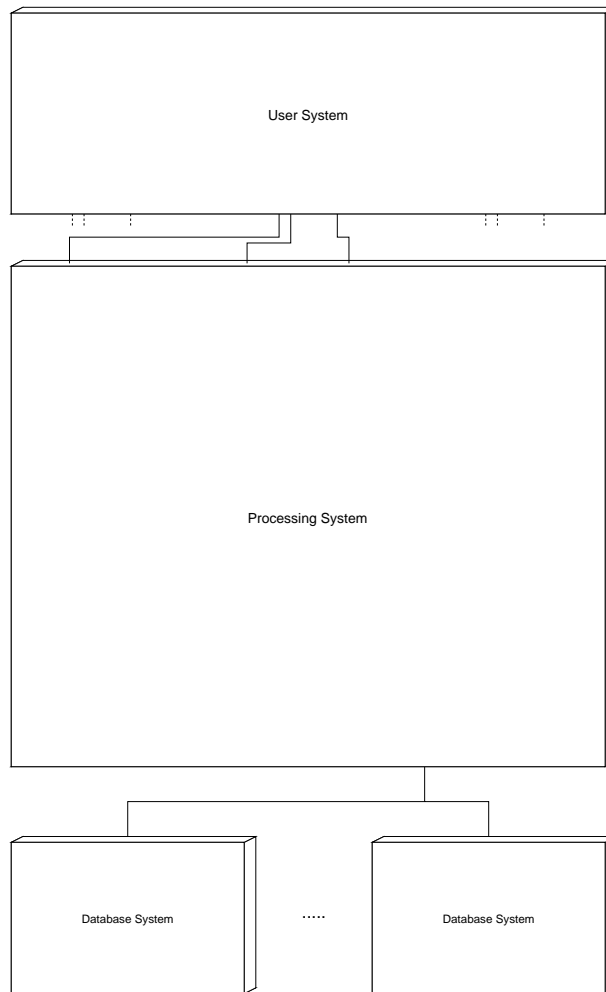 User System
Processing System
Database System
.....
Database System